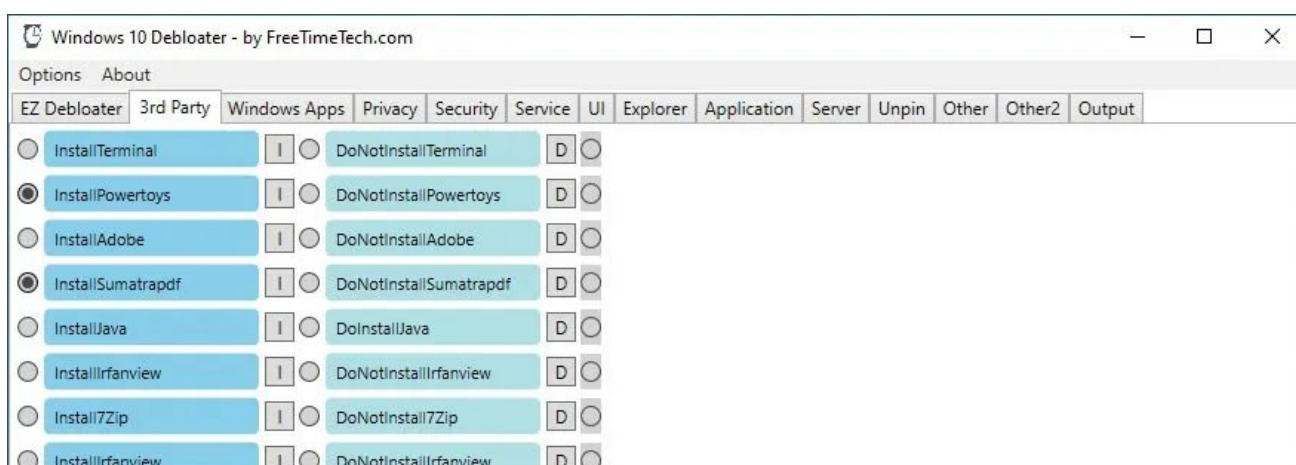 Windows 10 Debloater - by FreeTimeTech.com
Options About
EZ Debloater 3rd Party Windows Apps Privacy Security Service UI Explorer Application Server Unpin Other Other2 Output
InstallTerminal I DoNotInstallTerminal D
InstallPowertoys I DoNotInstallPowertoys D
InstallAdobe I DoNotInstallAdobe D
InstallSumatrapdf I DoNotInstallSumatrapdf D
InstallJava I DoInstallJava D
InstallIrfanview I DoNotInstallIrfanview D
Install7Zip I DoNotInstall7Zip D
InstallIrfanview I DoNotInstallIrfanview D